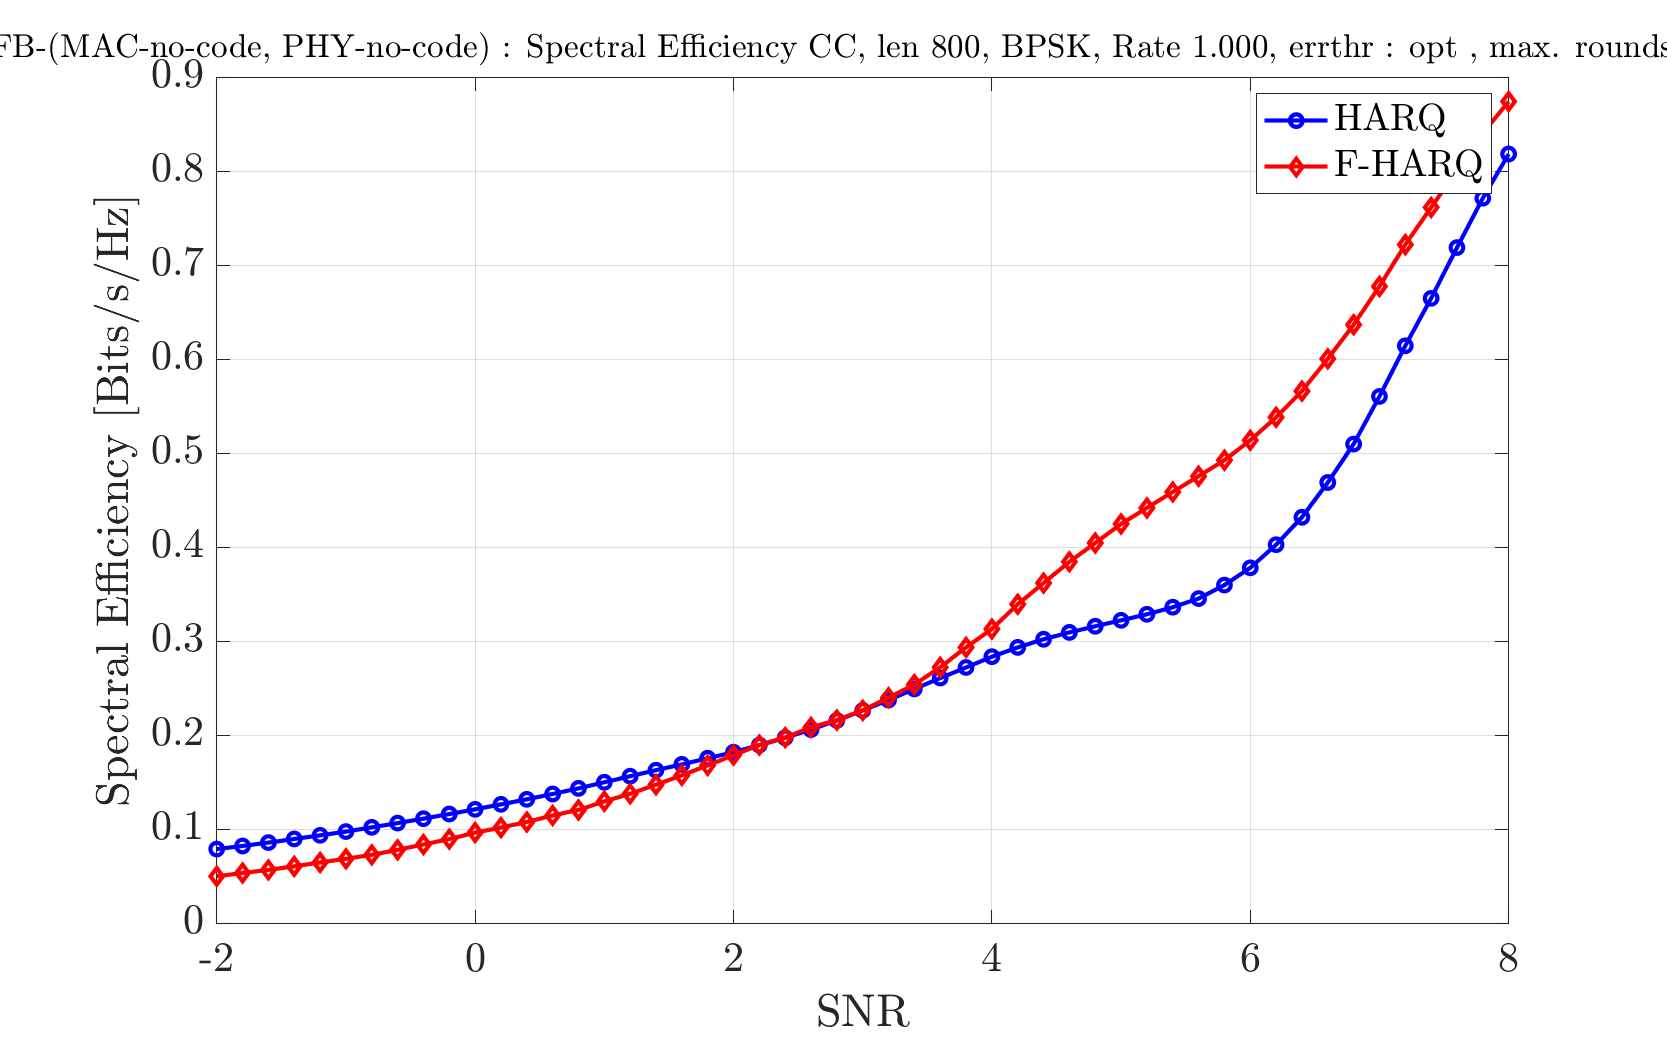 FB-(MAC-no-code, PHY-no-code) : Spectral Efficiency CC, len 800, BPSK, Rate 1.000, errthr : opt , max. rounds
HARQ
F-HARQ
Spectral Efficiency [Bits/s/Hz]
0.9
0.8
0.7
0.6
0.5
0.4
0.3
0.2
0.1
0
-2 0 2 4 6 8
SNR